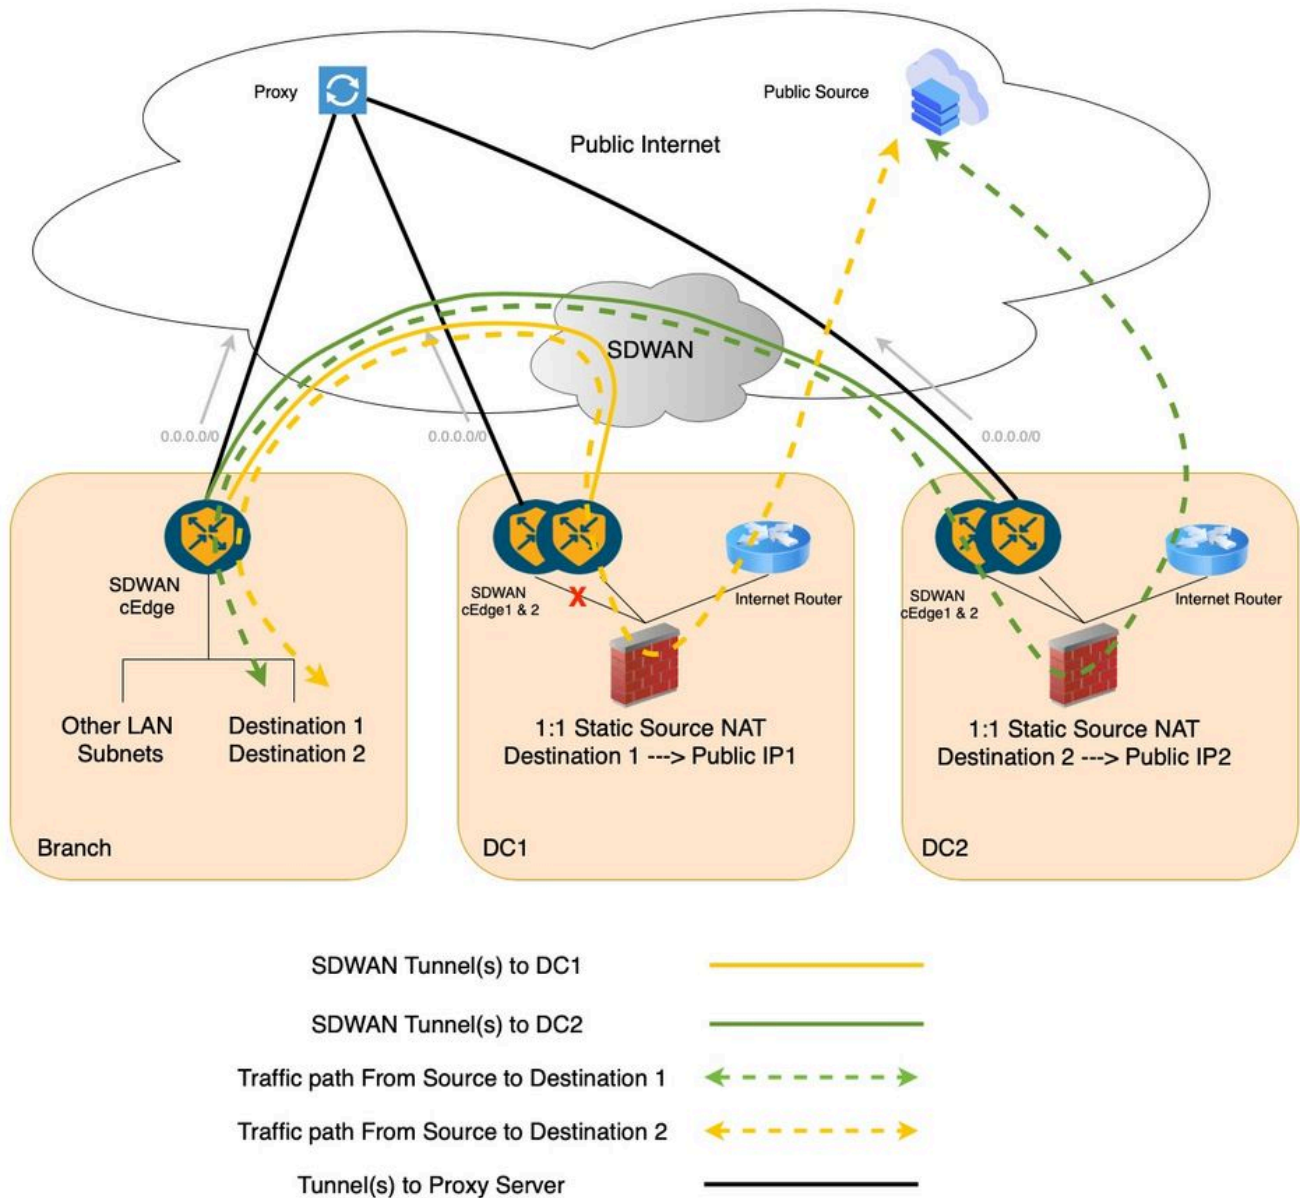 Proxy
Public Source
Public Internet
SDWAN
0.0.0.0/0
0.0.0.0/0
0.0.0.0/0
SDWAN
cEdge
SDWAN
cEdge1 & 2
X
Internet Router
SDWAN
cEdge1 & 2
Internet Router
Other LAN
Subnets
Destination 1
Destination 2
1:1 Static Source NAT
Destination 1 ---> Public IP1
1:1 Static Source NAT
Destination 2 ---> Public IP2
Branch
DC1
DC2
SDWAN Tunnel(s) to DC1
SDWAN Tunnel(s) to DC2
Traffic path From Source to Destination 1
Traffic path From Source to Destination 2
Tunnel(s) to Proxy Server